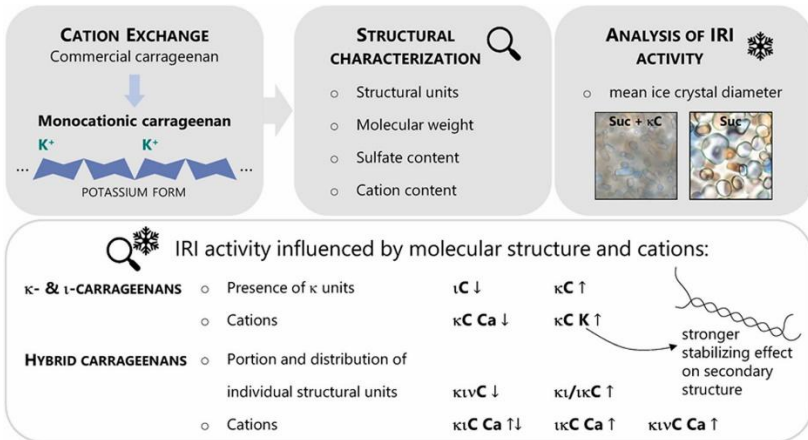 CATION EXCHANGE
Commercial carrageenan
Monocationic carrageenan
K⁺ K⁺
... ...
POTASSIUM FORM
STRUCTURAL
CHARACTERIZATION
○ Structural units
○ Molecular weight
○ Sulfate content
○ Cation content
ANALYSIS OF IRI
ACTIVITY
○ mean ice crystal diameter
Suc + κC Suc
IRI activity influenced by molecular structure and cations:
κ- & ι-CARRAGEENANS ○ Presence of κ units ιC ↓ κC ↑
○ Cations κC Ca ↓ κC K ↑
stronger
stabilizing effect
on secondary
structure
HYBRID CARRAGEENANS ○ Portion and distribution of
individual structural units κινC ↓ κι/ικC ↑
○ Cations κιC Ca ↑↓ ικC Ca ↑ κινC Ca ↑